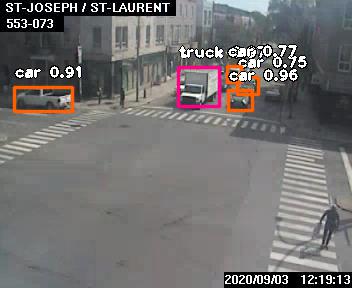 ST-JOSEPH / ST-LAURENT
553-073
car 0.77
truck
car 0.75
car 0.91
car 0.96
2020/09/03 12:19:13